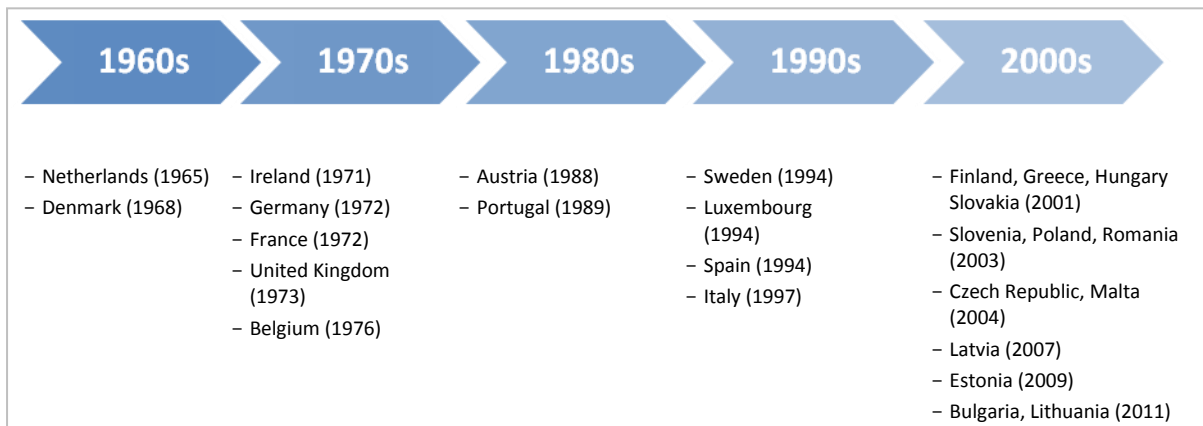 1960s
1970s
1980s
1990s
2000s
– Netherlands (1965)
– Denmark (1968)
– Ireland (1971)
– Germany (1972)
– France (1972)
– United Kingdom
(1973)
– Belgium (1976)
– Austria (1988)
– Portugal (1989)
– Sweden (1994)
– Luxembourg
(1994)
– Spain (1994)
– Italy (1997)
– Finland, Greece, Hungary
Slovakia (2001)
– Slovenia, Poland, Romania
(2003)
– Czech Republic, Malta
(2004)
– Latvia (2007)
– Estonia (2009)
– Bulgaria, Lithuania (2011)